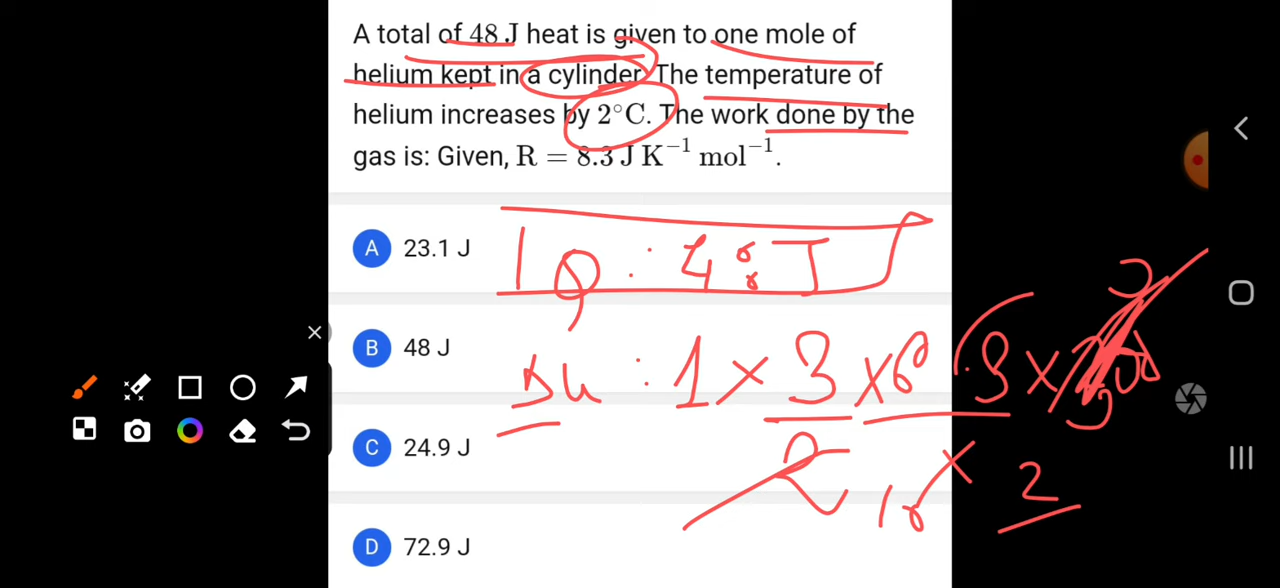 A total of 48 J heat is given to one mole of
helium kept in a cylinder. The temperature of
helium increases by 2°C. The work done by the
gas is: Given, R = 8.3 J K⁻¹ mol⁻¹.
A 23.1 J
Q : 48 J
B 48 J
Δu : 1 × 3/2 × 8.3 ×
× 2
C 24.9 J
D 72.9 J